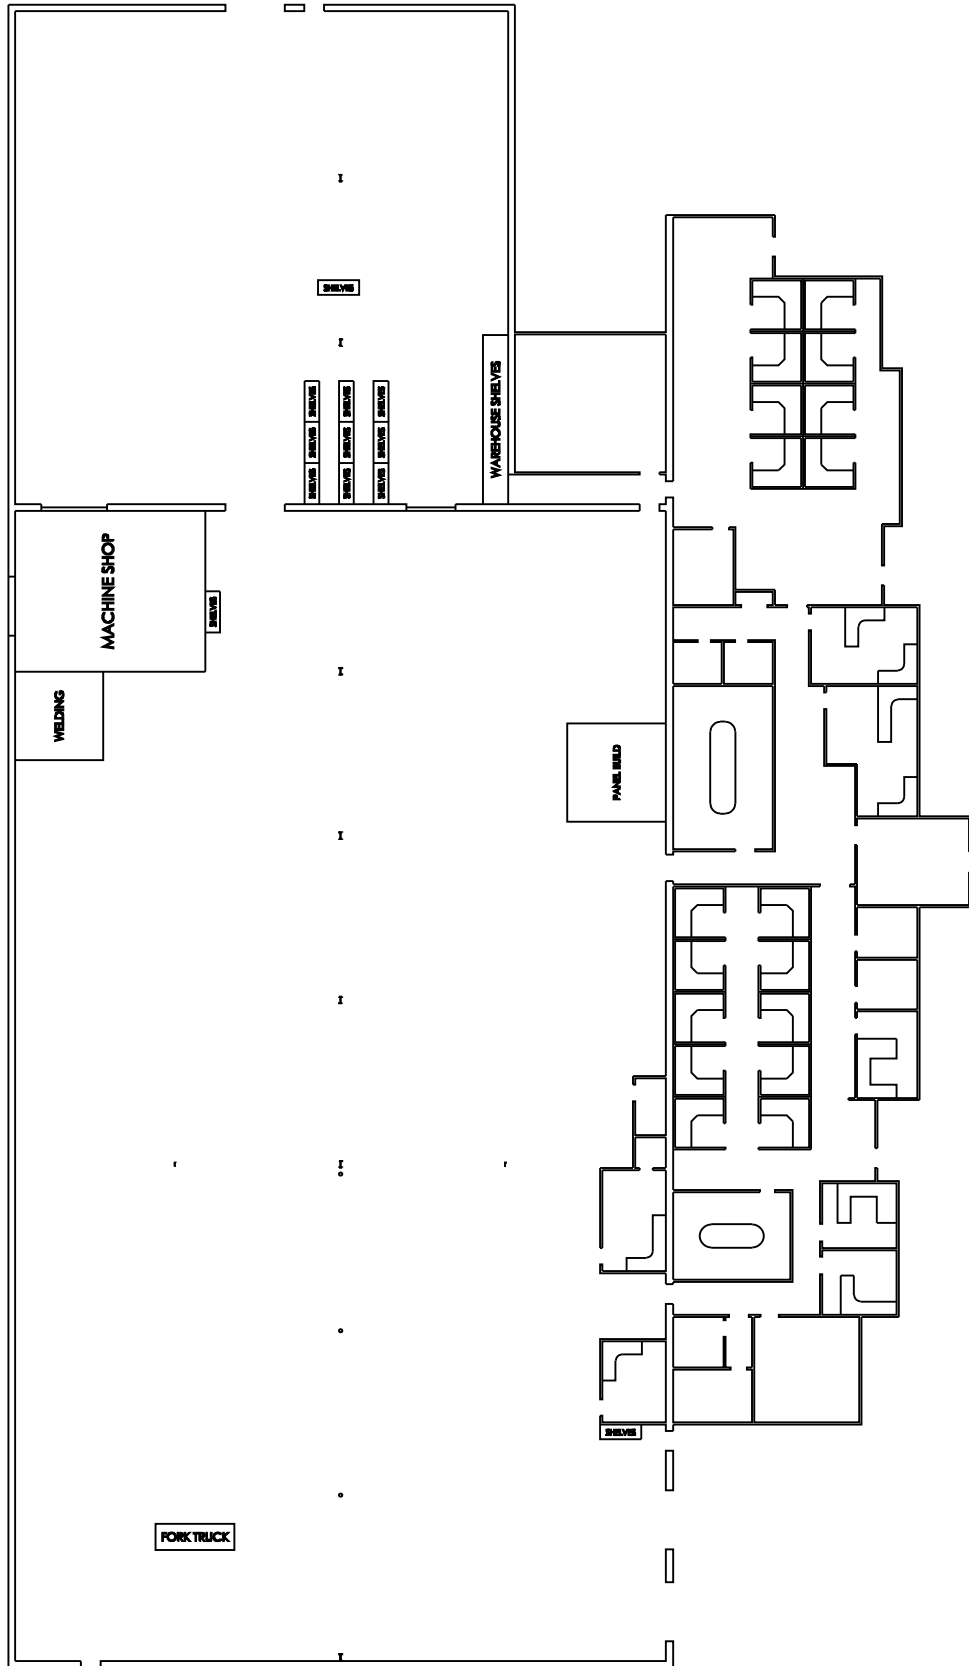 SHELVES
SHELVES
SHELVES
SHELVES
WAREHOUSE SHELVES
SHELVES
SHELVES
SHELVES
SHELVES
SHELVES
SHELVES
MACHINE SHOP
SHELVES
WELDING
PANEL BUILD
SHELVES
FORK TRUCK